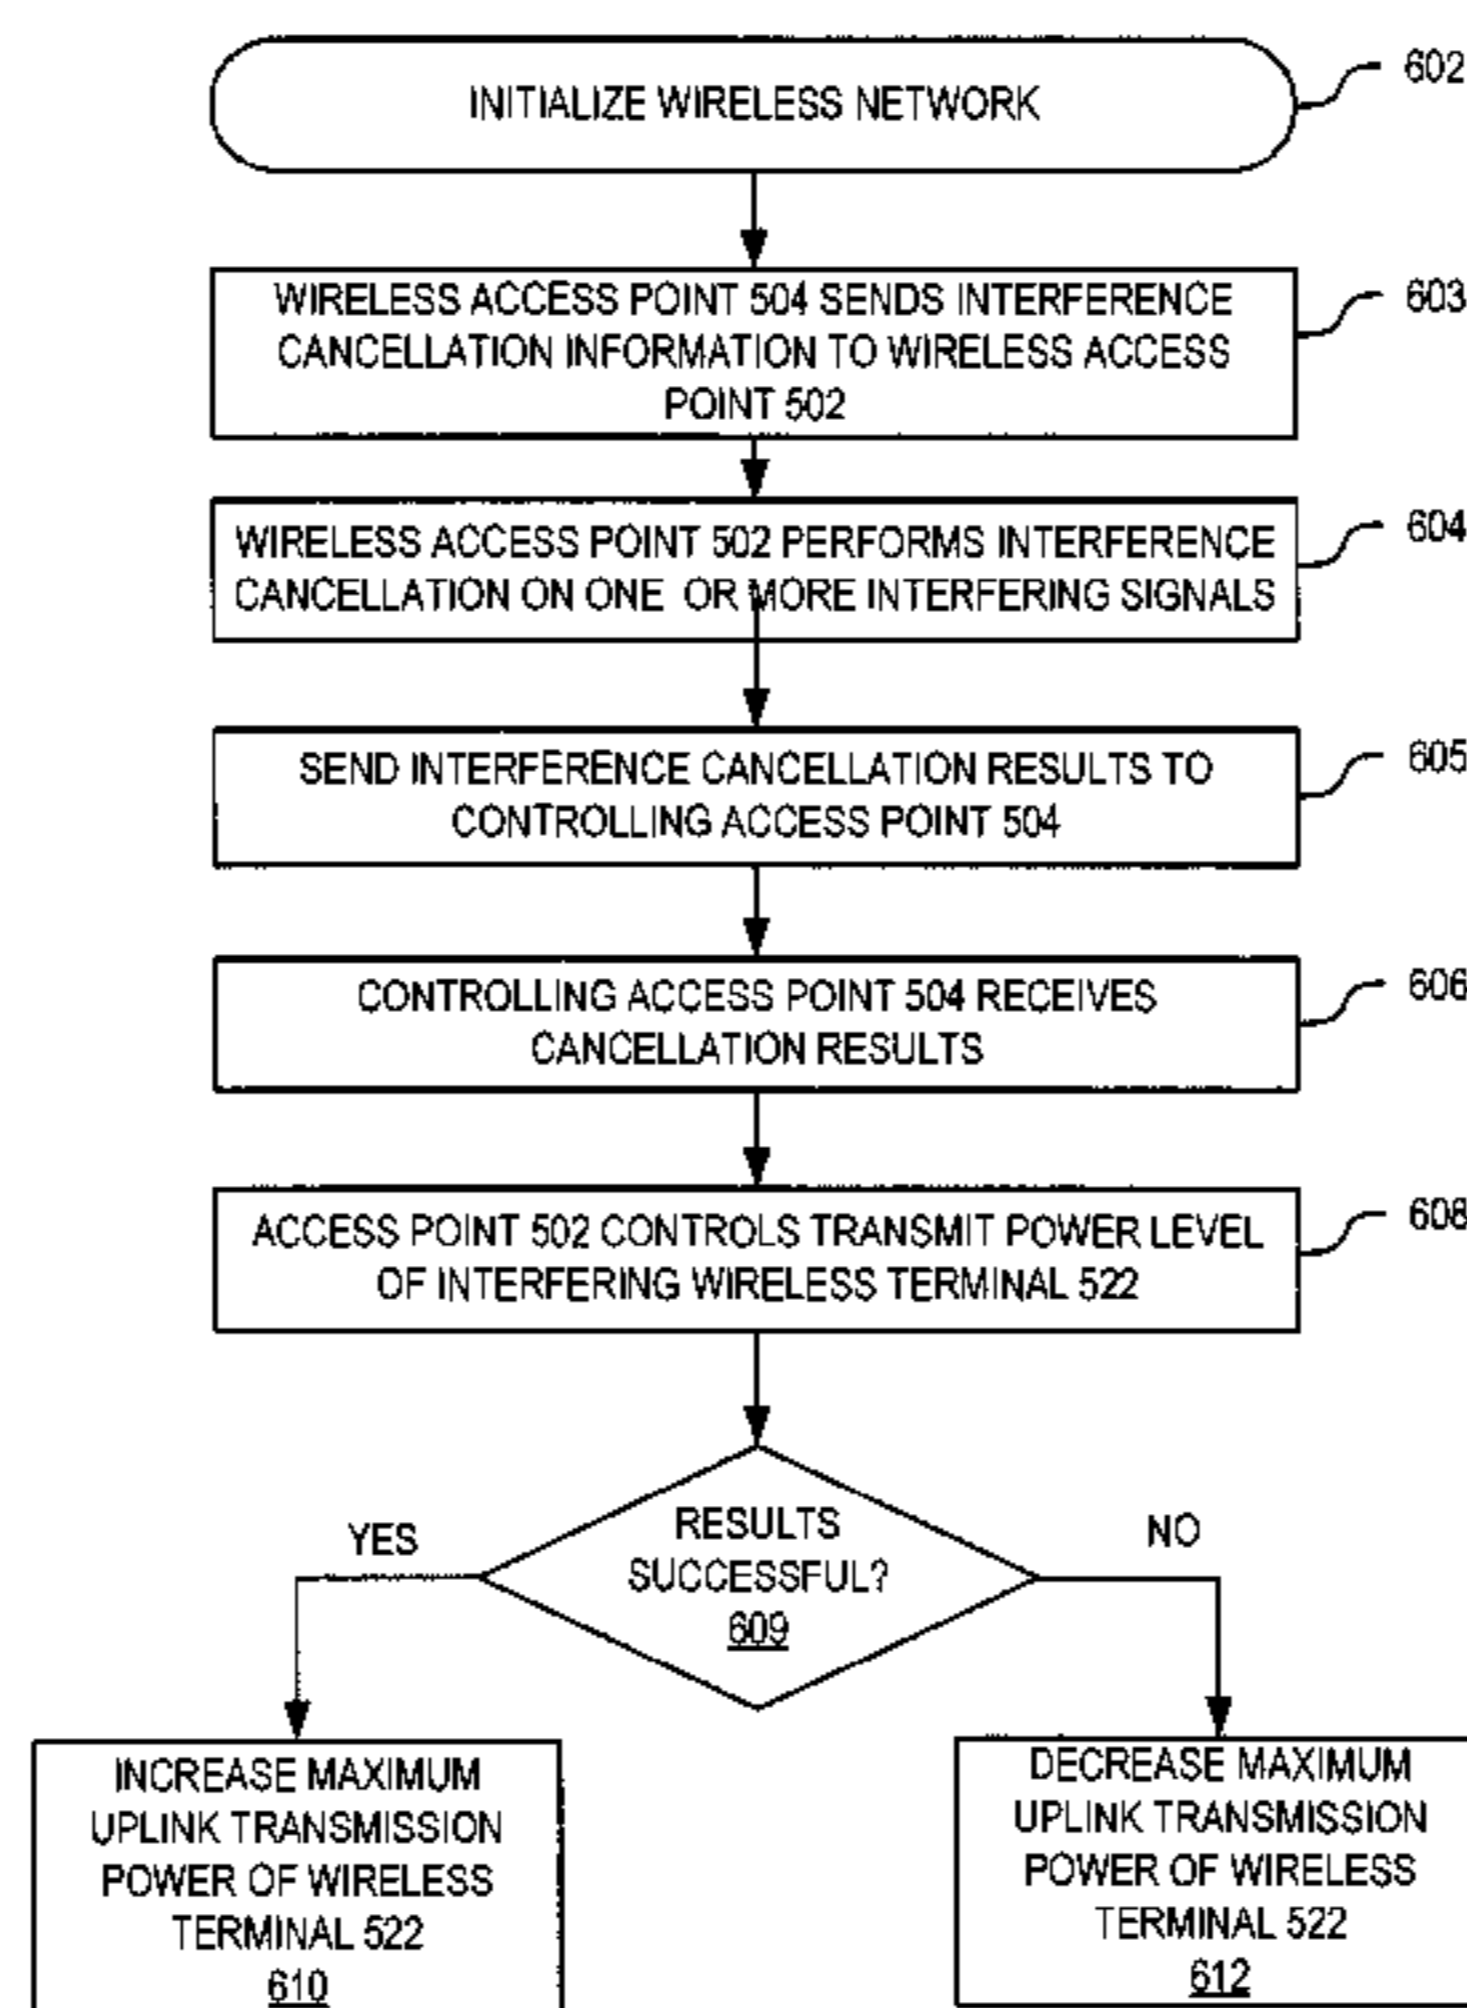 INITIALIZE WIRELESS NETWORK
602
WIRELESS ACCESS POINT 504 SENDS INTERFERENCE
CANCELLATION INFORMATION TO WIRELESS ACCESS
POINT 502
603
WIRELESS ACCESS POINT 502 PERFORMS INTERFERENCE
CANCELLATION ON ONE OR MORE INTERFERING SIGNALS
604
SEND INTERFERENCE CANCELLATION RESULTS TO
CONTROLLING ACCESS POINT 504
605
CONTROLLING ACCESS POINT 504 RECEIVES
CANCELLATION RESULTS
606
ACCESS POINT 502 CONTROLS TRANSMIT POWER LEVEL
OF INTERFERING WIRELESS TERMINAL 522
608
YES
RESULTS
SUCCESSFUL?
609
NO
INCREASE MAXIMUM
UPLINK TRANSMISSION
POWER OF WIRELESS
TERMINAL 522
610
DECREASE MAXIMUM
UPLINK TRANSMISSION
POWER OF WIRELESS
TERMINAL 522
612